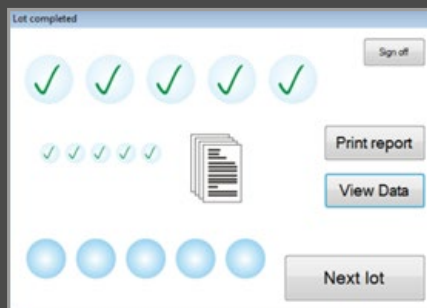 Lot completed
Sign off
Print report
View Data
Next lot